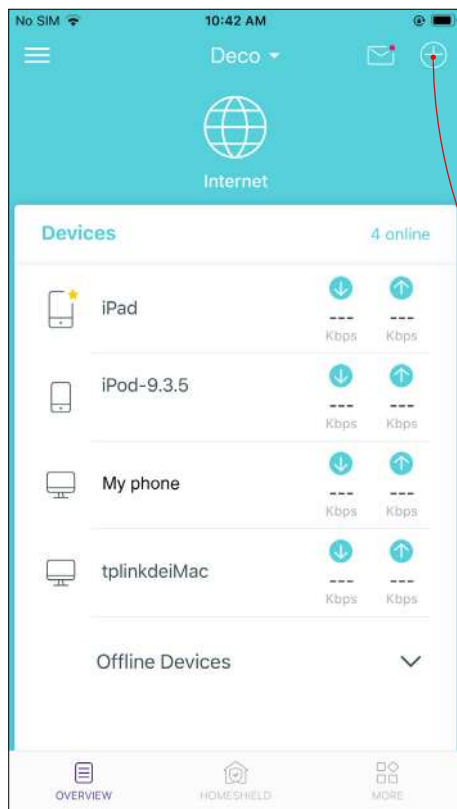 No SIM 10:42 AM
Deco
Internet
Devices 4 online
iPad
---
---
Kbps Kbps
iPod-9.3.5
---
---
Kbps Kbps
My phone
---
---
Kbps Kbps
tplinkdeiMac
---
---
Kbps Kbps
Offline Devices
OVERVIEW HOMESHIELD MORE